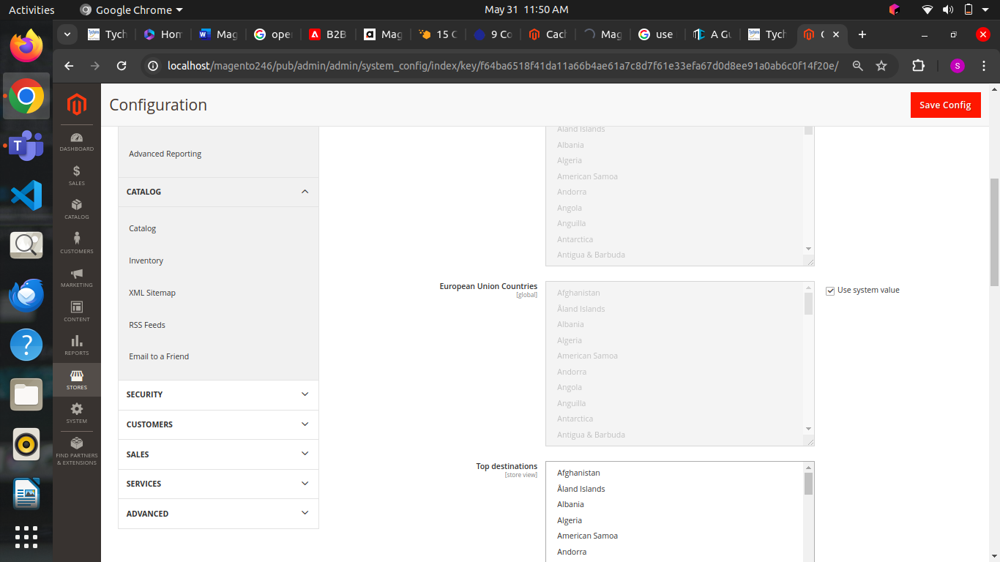 Activities
Google Chrome
May 31 11:50 AM
Tych
Hom
Mag
ope
B2B
Mag
15 C
9 Co
Cach
Mag
use
A Gu
Tych
localhost/magento246/pub/admin/admin/system_config/index/key/f64ba6518f41da11a66b4ae61a7c8d7f61e33efa67d0d8ee91a0ab6c0f14f20e/
S
Configuration
Save Config
DASHBOARD
SALES
CATALOG
CUSTOMERS
MARKETING
CONTENT
REPORTS
STORES
SYSTEM
FIND PARTNERS
& EXTENSIONS
Advanced Reporting
CATALOG
Catalog
Inventory
XML Sitemap
RSS Feeds
Email to a Friend
SECURITY
CUSTOMERS
SALES
SERVICES
ADVANCED
Åland Islands
Albania
Algeria
American Samoa
Andorra
Angola
Anguilla
Antarctica
Antigua & Barbuda
European Union Countries
[global]
Afghanistan
Åland Islands
Albania
Algeria
American Samoa
Andorra
Angola
Anguilla
Antarctica
Antigua & Barbuda
Use system value
Top destinations
[store view]
Afghanistan
Åland Islands
Albania
Algeria
American Samoa
Andorra